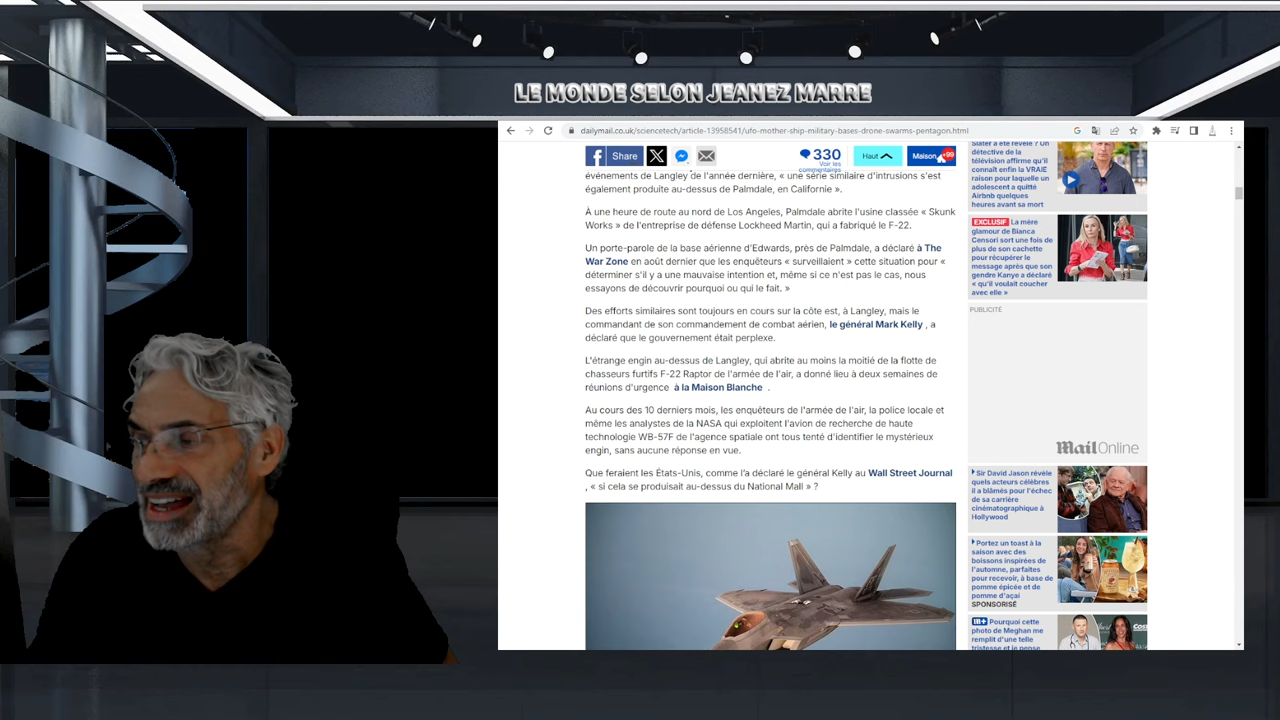 LE MONDE SELON JEANEZ MARRE
dailymail.co.uk/sciencetech/article-13958541/ufo-mother-ship-military-bases-drone-swarms-pentagon.html
Share
330
Voir les
commentaires
Haut
Maison
+99
événements de Langley de l'année dernière, « une série similaire d'intrusions s'est
également produite au-dessus de Palmdale, en Californie ».
À une heure de route au nord de Los Angeles, Palmdale abrite l'usine classée « Skunk
Works » de l'entreprise de défense Lockheed Martin, qui a fabriqué le F-22.
Un porte-parole de la base aérienne d'Edwards, près de Palmdale, a déclaré à The
War Zone en août dernier que les enquêteurs « surveillaient » cette situation pour «
déterminer s'il y a une mauvaise intention et, même si ce n'est pas le cas, nous
essayons de découvrir pourquoi ou qui le fait. »
Des efforts similaires sont toujours en cours sur la côte est, à Langley, mais le
commandant de son commandement de combat aérien, le général Mark Kelly , a
déclaré que le gouvernement était perplexe.
L'étrange engin au-dessus de Langley, qui abrite au moins la moitié de la flotte de
chasseurs furtifs F-22 Raptor de l'armée de l'air, a donné lieu à deux semaines de
réunions d'urgence à la Maison Blanche .
Au cours des 10 derniers mois, les enquêteurs de l'armée de l'air, la police locale et
même les analystes de la NASA qui exploitent l'avion de recherche de haute
technologie WB-57F de l'agence spatiale ont tous tenté d'identifier le mystérieux
engin, sans aucune réponse en vue.
Que feraient les États-Unis, comme l'a déclaré le général Kelly au Wall Street Journal
, « si cela se produisait au-dessus du National Mall » ?
Slater a été révélé ? Un
détective de la
télévision affirme qu'il
connaît enfin la VRAIE
raison pour laquelle un
adolescent a quitté
Airbnb quelques
heures avant sa mort
EXCLUSIF La mère
glamour de Bianca
Censori sort une fois de
plus de son cachette
pour récupérer le
message après que son
gendre Kanye a déclaré
« qu'il voulait coucher
avec elle »
PUBLICITÉ
Mail Online
Sir David Jason révèle
quels acteurs célèbres
il a blâmés pour l'échec
de sa carrière
cinématographique à
Hollywood
Portez un toast à la
saison avec des
boissons inspirées de
l'automne, parfaites
pour recevoir, à base de
pomme épicée et de
pomme d'açaï
SPONSORISÉ
Pourquoi cette
photo de Meghan me
remplit d'une telle
tristesse et je pense